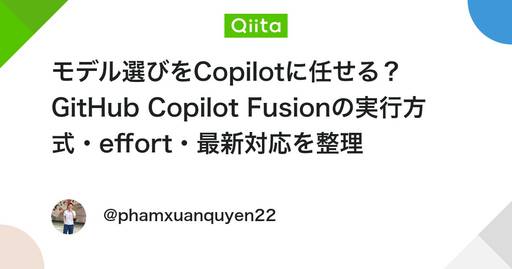 Qiita
モデル選びをCopilotに任せる？
GitHub Copilot Fusionの実行方
式・effort・最新対応を整理
@phamxuanquyen22